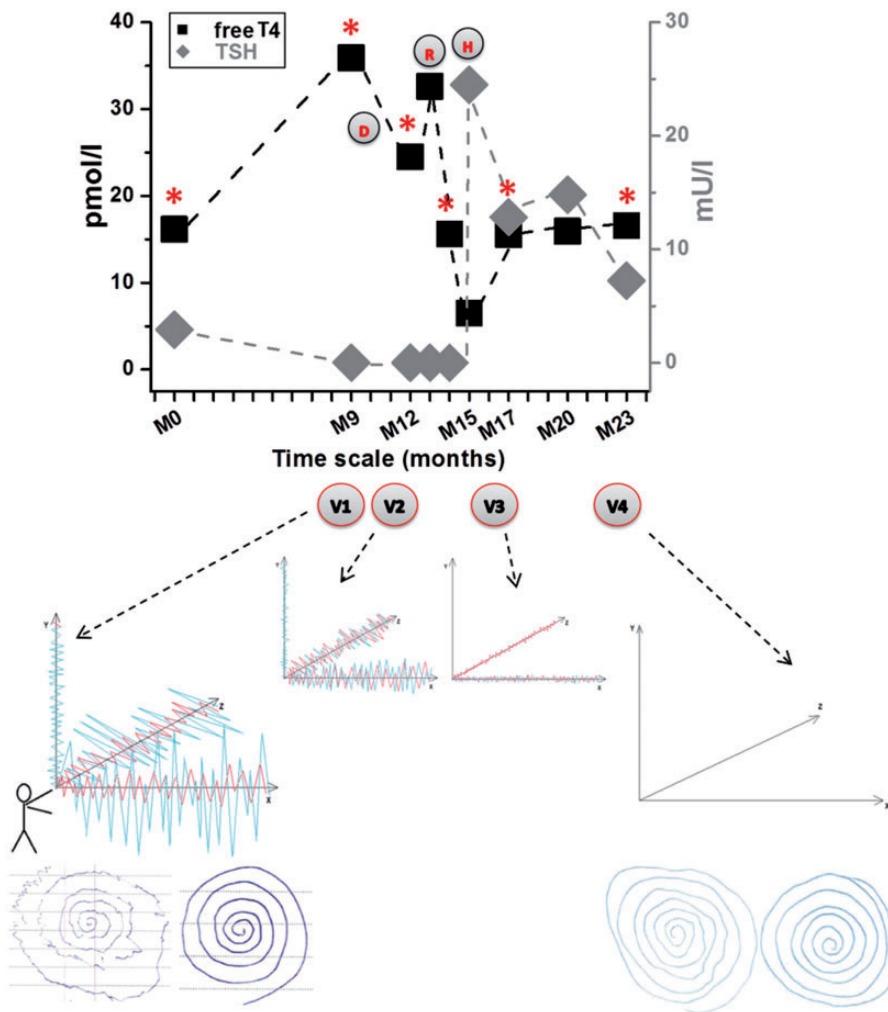 free T4
TSH
pmol/l
40
30
20
10
0
mU/l
30
20
10
0
*
*
D
*
R
H
*
*
*
M0
M9
M12
M15
M17
M20
M23
Time scale (months)
V1
V2
V3
V4
Y
Z
X
Y
Z
X
Y
Z
X
Y
Z
X